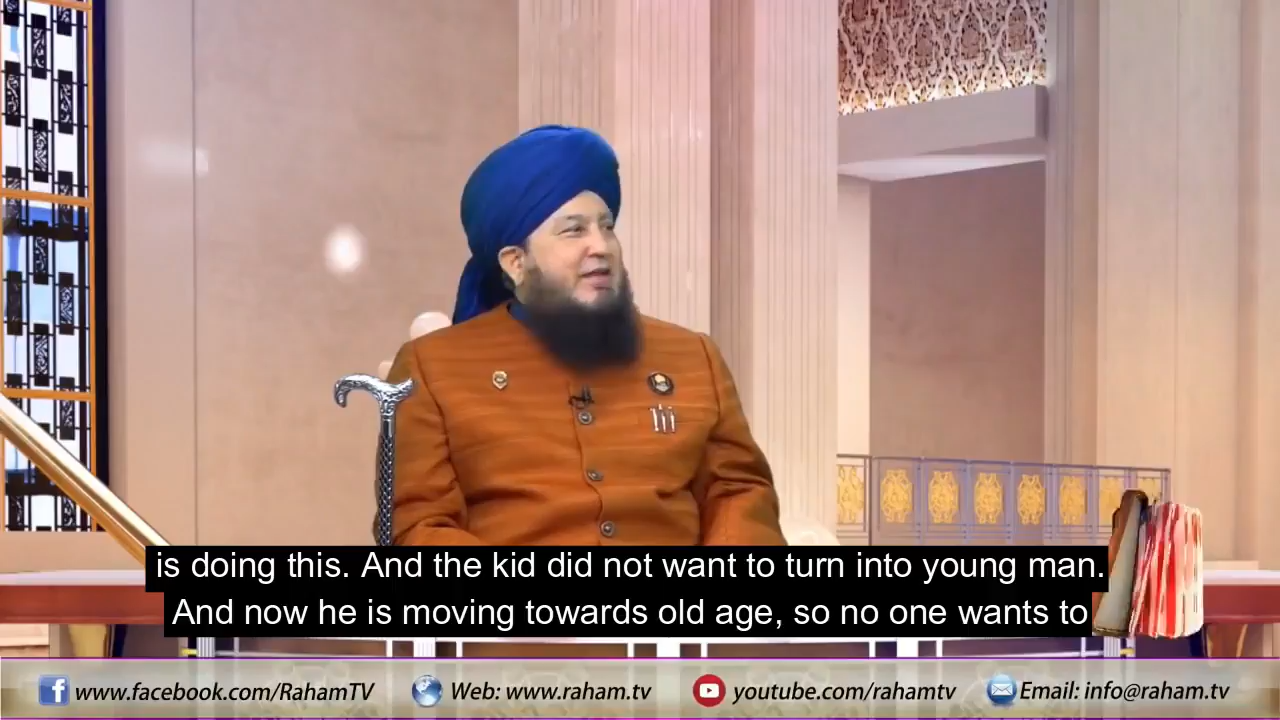 is doing this. And the kid did not want to turn into young man.
And now he is moving towards old age, so no one wants to
www.facebook.com/RahamTV Web: www.raham.tv youtube.com/rahamtv Email: info@raham.tv